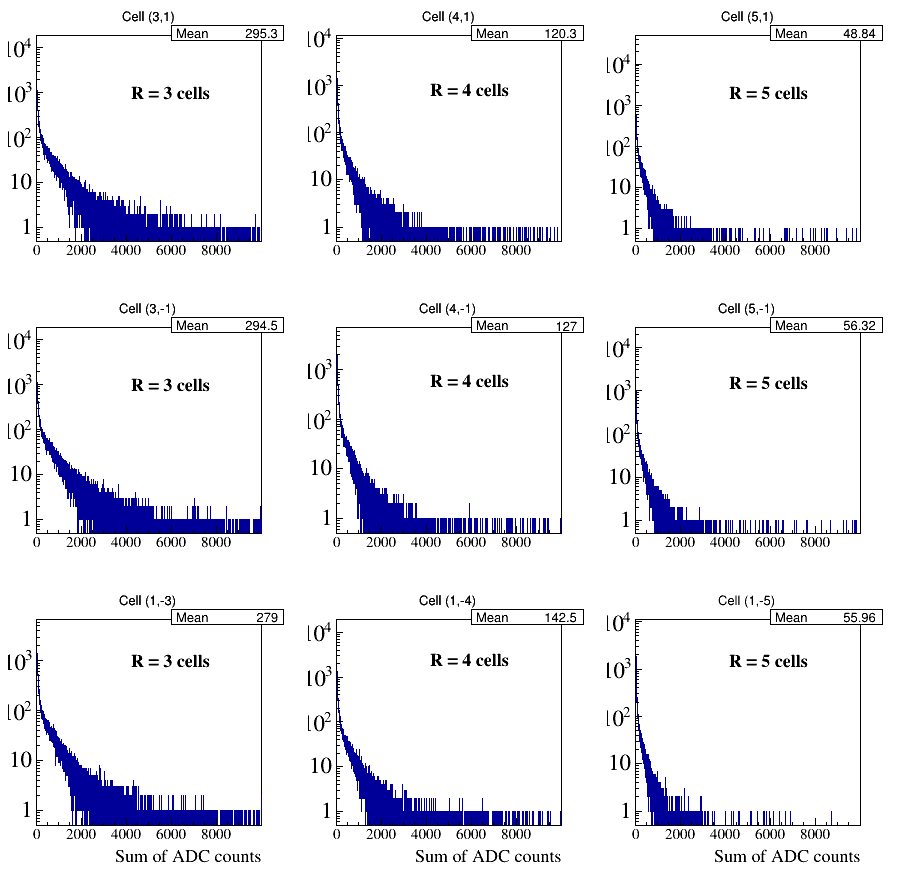 Cell (3,1)
Mean 295.3
10^4
10^3
10^2
10
1
R = 3 cells
0 2000 4000 6000 8000
Cell (4,1)
Mean 120.3
10^4
10^3
10^2
10
1
R = 4 cells
0 2000 4000 6000 8000
Cell (5,1)
Mean 48.84
10^4
10^3
10^2
10
1
R = 5 cells
0 2000 4000 6000 8000
Cell (3,-1)
Mean 294.5
10^4
10^3
10^2
10
1
R = 3 cells
0 2000 4000 6000 8000
Cell (4,-1)
Mean 127
10^3
10^2
10
1
R = 4 cells
0 2000 4000 6000 8000
Cell (5,-1)
Mean 56.32
10^4
10^3
10^2
10
1
R = 5 cells
0 2000 4000 6000 8000
Cell (1,-3)
Mean 279
10^3
10^2
10
1
R = 3 cells
0 2000 4000 6000 8000
Sum of ADC counts
Cell (1,-4)
Mean 142.5
10^4
10^3
10^2
10
1
R = 4 cells
0 2000 4000 6000 8000
Sum of ADC counts
Cell (1,-5)
Mean 55.96
10^4
10^3
10^2
10
1
R = 5 cells
0 2000 4000 6000 8000
Sum of ADC counts